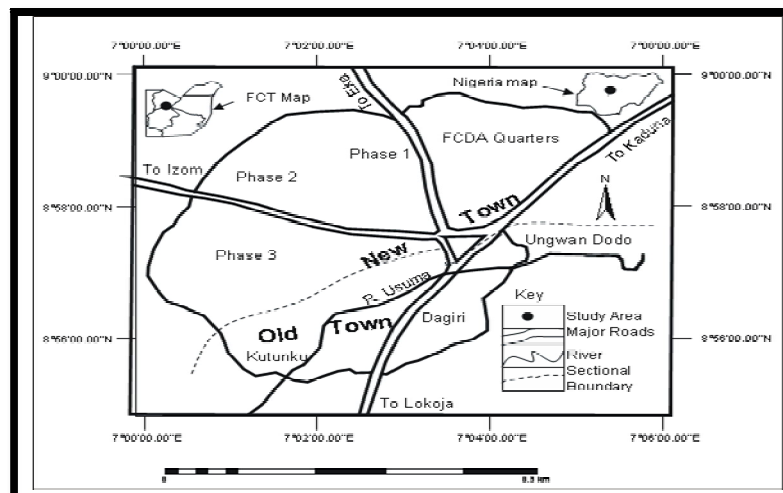 7°00'00.00"E 7°02'00.00"E 7°04'00.00"E 7°00'00.00"E
9°00'00.00"N
9°00'00.00"N
FCT Map
To
Nigeria map
FCDA Quarters
To Kaduna
Phase 1
To Izom
Phase 2
8°58'00.00"N
8°58'00.00"N
N
New Town
Ungwan Dodo
Phase 3
R. Usuma
Key
Study Area
Major Roads
River
Sectional
Boundary
Dagiri
Old Town
Kutunku
8°56'00.00"N
8°56'00.00"N
To Lokoja
7°00'00.00"E 7°02'00.00"E 7°04'00.00"E 7°06'00.00"E
0
km